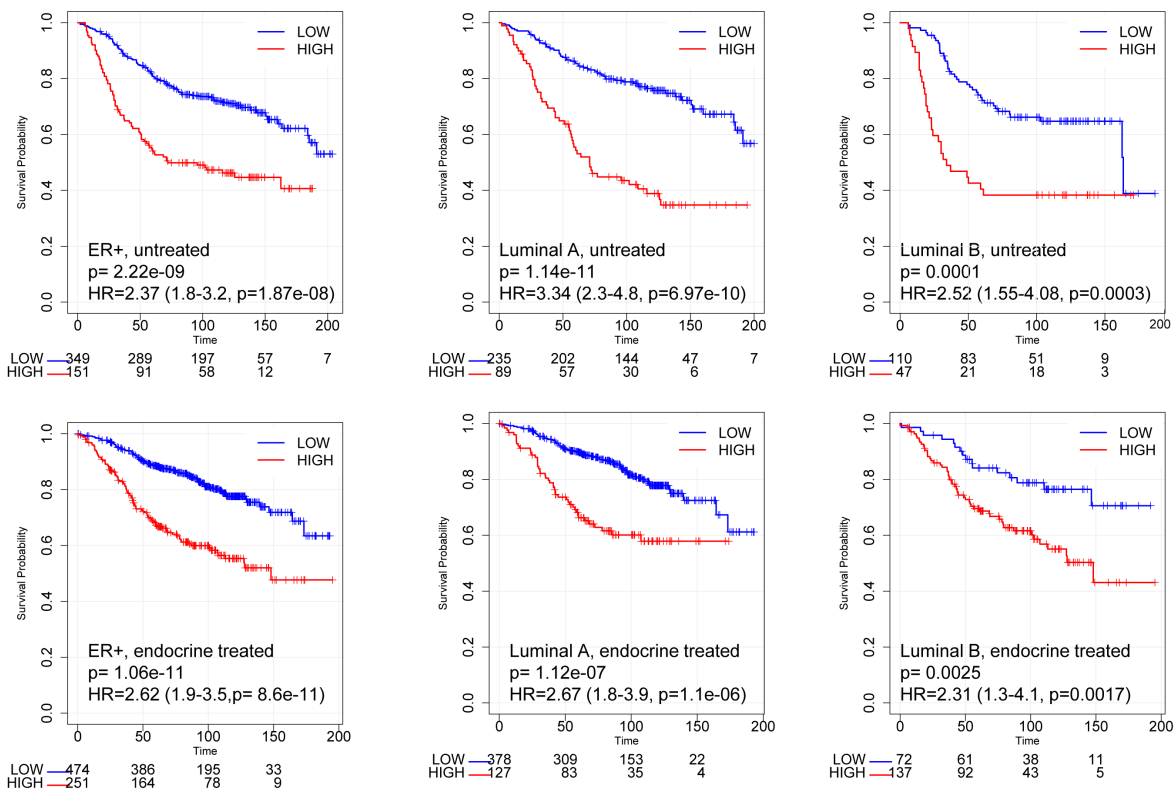 1.0
0.8
0.6
0.4
0.2
0.0
Survival Probability
LOW
HIGH
ER+, untreated
p= 2.22e-09
HR=2.37 (1.8-3.2, p=1.87e-08)
0 50 100 150 200
Time
LOW 349 289 197 57 7
HIGH 151 91 58 12
1.0
0.8
0.6
0.4
0.2
0.0
Survival Probability
LOW
HIGH
Luminal A, untreated
p= 1.14e-11
HR=3.34 (2.3-4.8, p=6.97e-10)
0 50 100 150 200
Time
LOW 235 202 144 47 7
HIGH 89 57 30 6
1.0
0.8
0.6
0.4
0.2
0.0
Survival Probability
LOW
HIGH
Luminal B, untreated
p= 0.0001
HR=2.52 (1.55-4.08, p=0.0003)
0 50 100 150 200
Time
LOW 110 83 51 9
HIGH 47 21 18 3
1.0
0.8
0.6
0.4
0.2
0.0
Survival Probability
LOW
HIGH
ER+, endocrine treated
p= 1.06e-11
HR=2.62 (1.9-3.5,p= 8.6e-11)
0 50 100 150 200
Time
LOW 474 386 195 33
HIGH 251 164 78 9
1.0
0.8
0.6
0.4
0.2
0.0
Survival Probability
LOW
HIGH
Luminal A, endocrine treated
p= 1.12e-07
HR=2.67 (1.8-3.9, p=1.1e-06)
0 50 100 150 200
Time
LOW 378 309 153 22
HIGH 127 83 35 4
1.0
0.8
0.6
0.4
0.2
0.0
Survival Probability
LOW
HIGH
Luminal B, endocrine treated
p= 0.0025
HR=2.31 (1.3-4.1, p=0.0017)
0 50 100 150 200
Time
LOW 72 61 38 11
HIGH 137 92 43 5